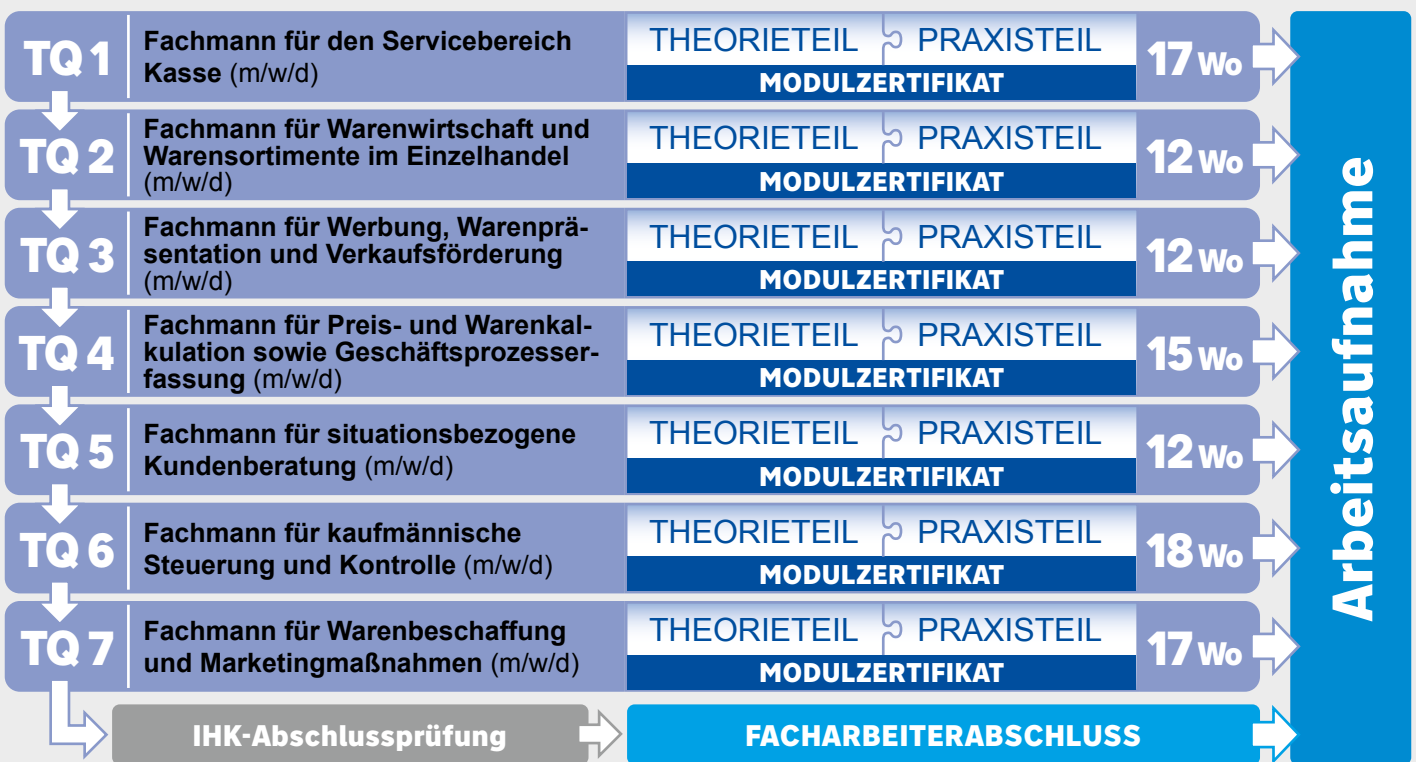 TQ 1
Fachmann für den Servicebereich
Kasse (m/w/d)
THEORIETEIL PRAXISTEIL
MODULZERTIFIKAT
17 Wo
TQ 2
Fachmann für Warenwirtschaft und
Warensortimente im Einzelhandel
(m/w/d)
THEORIETEIL PRAXISTEIL
MODULZERTIFIKAT
12 Wo
TQ 3
Fachmann für Werbung, Warenprä-
sentation und Verkaufsförderung
(m/w/d)
THEORIETEIL PRAXISTEIL
MODULZERTIFIKAT
12 Wo
TQ 4
Fachmann für Preis- und Warenkal-
kulation sowie Geschäftsprozesser-
fassung (m/w/d)
THEORIETEIL PRAXISTEIL
MODULZERTIFIKAT
15 Wo
TQ 5
Fachmann für situationsbezogene
Kundenberatung (m/w/d)
THEORIETEIL PRAXISTEIL
MODULZERTIFIKAT
12 Wo
TQ 6
Fachmann für kaufmännische
Steuerung und Kontrolle (m/w/d)
THEORIETEIL PRAXISTEIL
MODULZERTIFIKAT
18 Wo
TQ 7
Fachmann für Warenbeschaffung
und Marketingmaßnahmen (m/w/d)
THEORIETEIL PRAXISTEIL
MODULZERTIFIKAT
17 Wo
IHK-Abschlussprüfung
FACHARBEITERABSCHLUSS
Arbeitsaufnahme